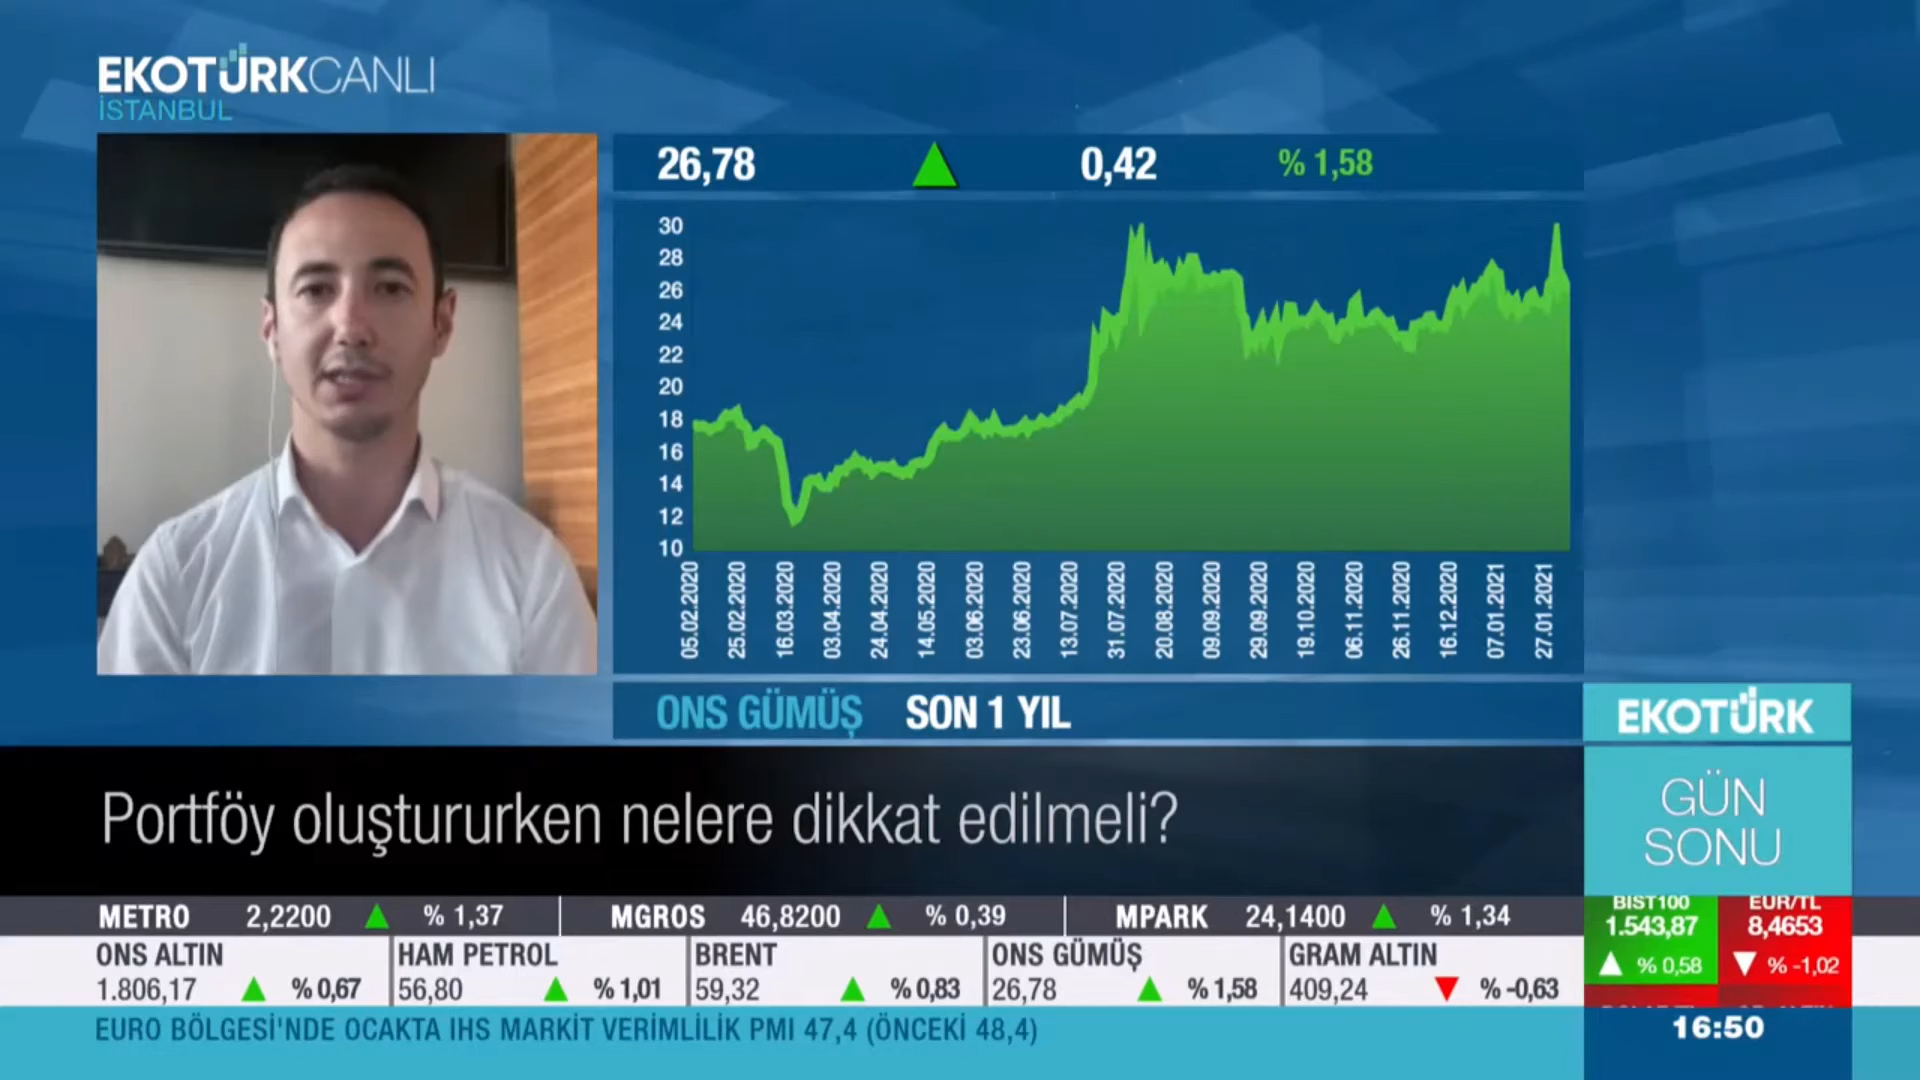 EKOTÜRKCANLI
İSTANBUL
26,78 0,42 % 1,58
30
28
26
24
22
20
18
16
14
12
10
05.02.2020
25.02.2020
16.03.2020
03.04.2020
24.04.2020
14.05.2020
03.06.2020
23.06.2020
13.07.2020
31.07.2020
20.08.2020
09.09.2020
29.09.2020
19.10.2020
06.11.2020
26.11.2020
16.12.2020
07.01.2021
27.01.2021
ONS GÜMÜŞ SON 1 YIL
EKOTÜRK
GÜN
SONU
Portföy oluştururken nelere dikkat edilmeli?
METRO 2,2200 % 1,37 MGROS 46,8200 % 0,39 MPARK 24,1400 % 1,34
BIST100 EUR/TL
1.543,87 8,4653
% 0,58 % -1,02
ONS ALTIN HAM PETROL BRENT ONS GÜMÜŞ GRAM ALTIN
1.806,17 % 0,67 56,80 % 1,01 59,32 % 0,83 26,78 % 1,58 409,24 % -0,63
EURO BÖLGESİ'NDE OCAKTA IHS MARKİT VERİMLİLİK PMI 47,4 (ÖNCEKİ 48,4)
16:50